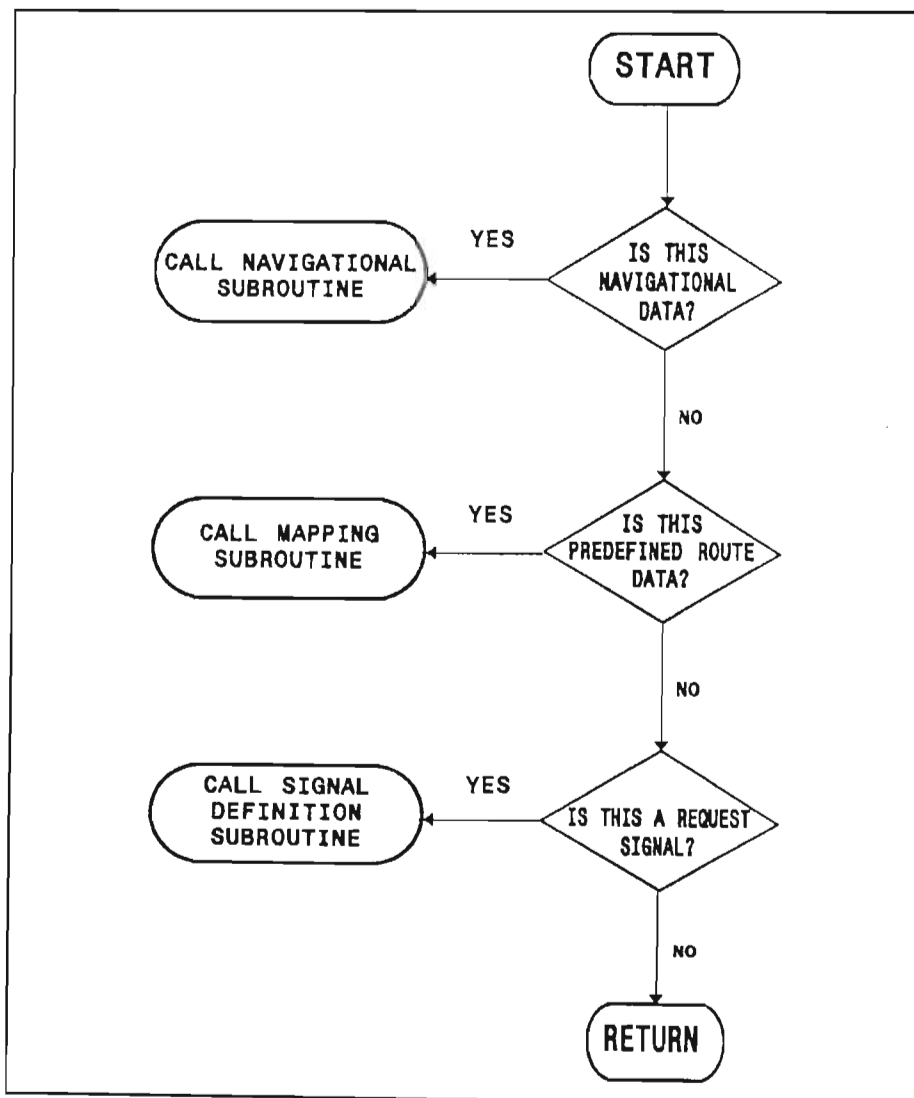 START
IS THIS
NAVIGATIONAL
DATA?
YES
CALL NAVIGATIONAL
SUBROUTINE
NO
IS THIS
PREDEFINED ROUTE
DATA?
YES
CALL MAPPING
SUBROUTINE
NO
IS THIS A REQUEST
SIGNAL?
YES
CALL SIGNAL
DEFINITION
SUBROUTINE
NO
RETURN